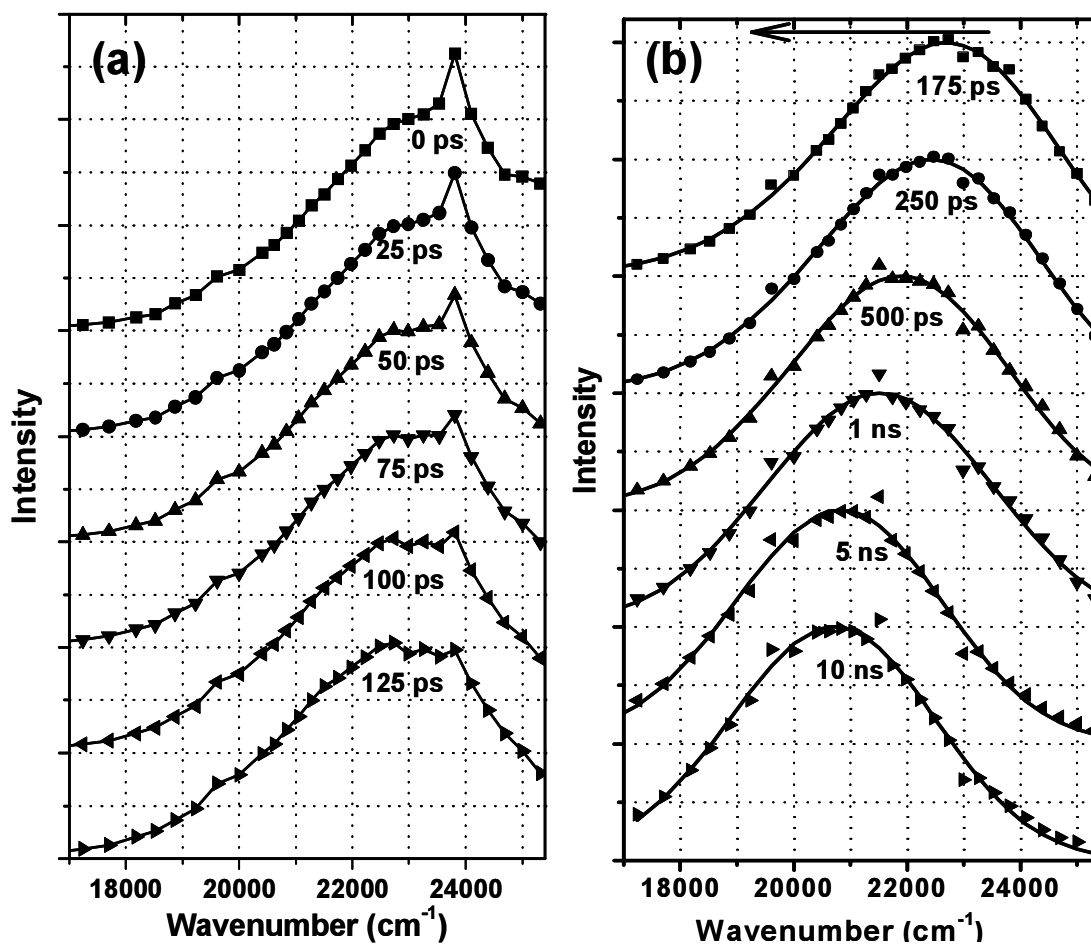 (a)
0 ps
25 ps
50 ps
75 ps
100 ps
125 ps
Intensity
18000 20000 22000 24000
Wavenumber (cm-1)
(b)
175 ps
250 ps
500 ps
1 ns
5 ns
10 ns
Intensity
18000 20000 22000 24000
Wavenumber (cm-1)